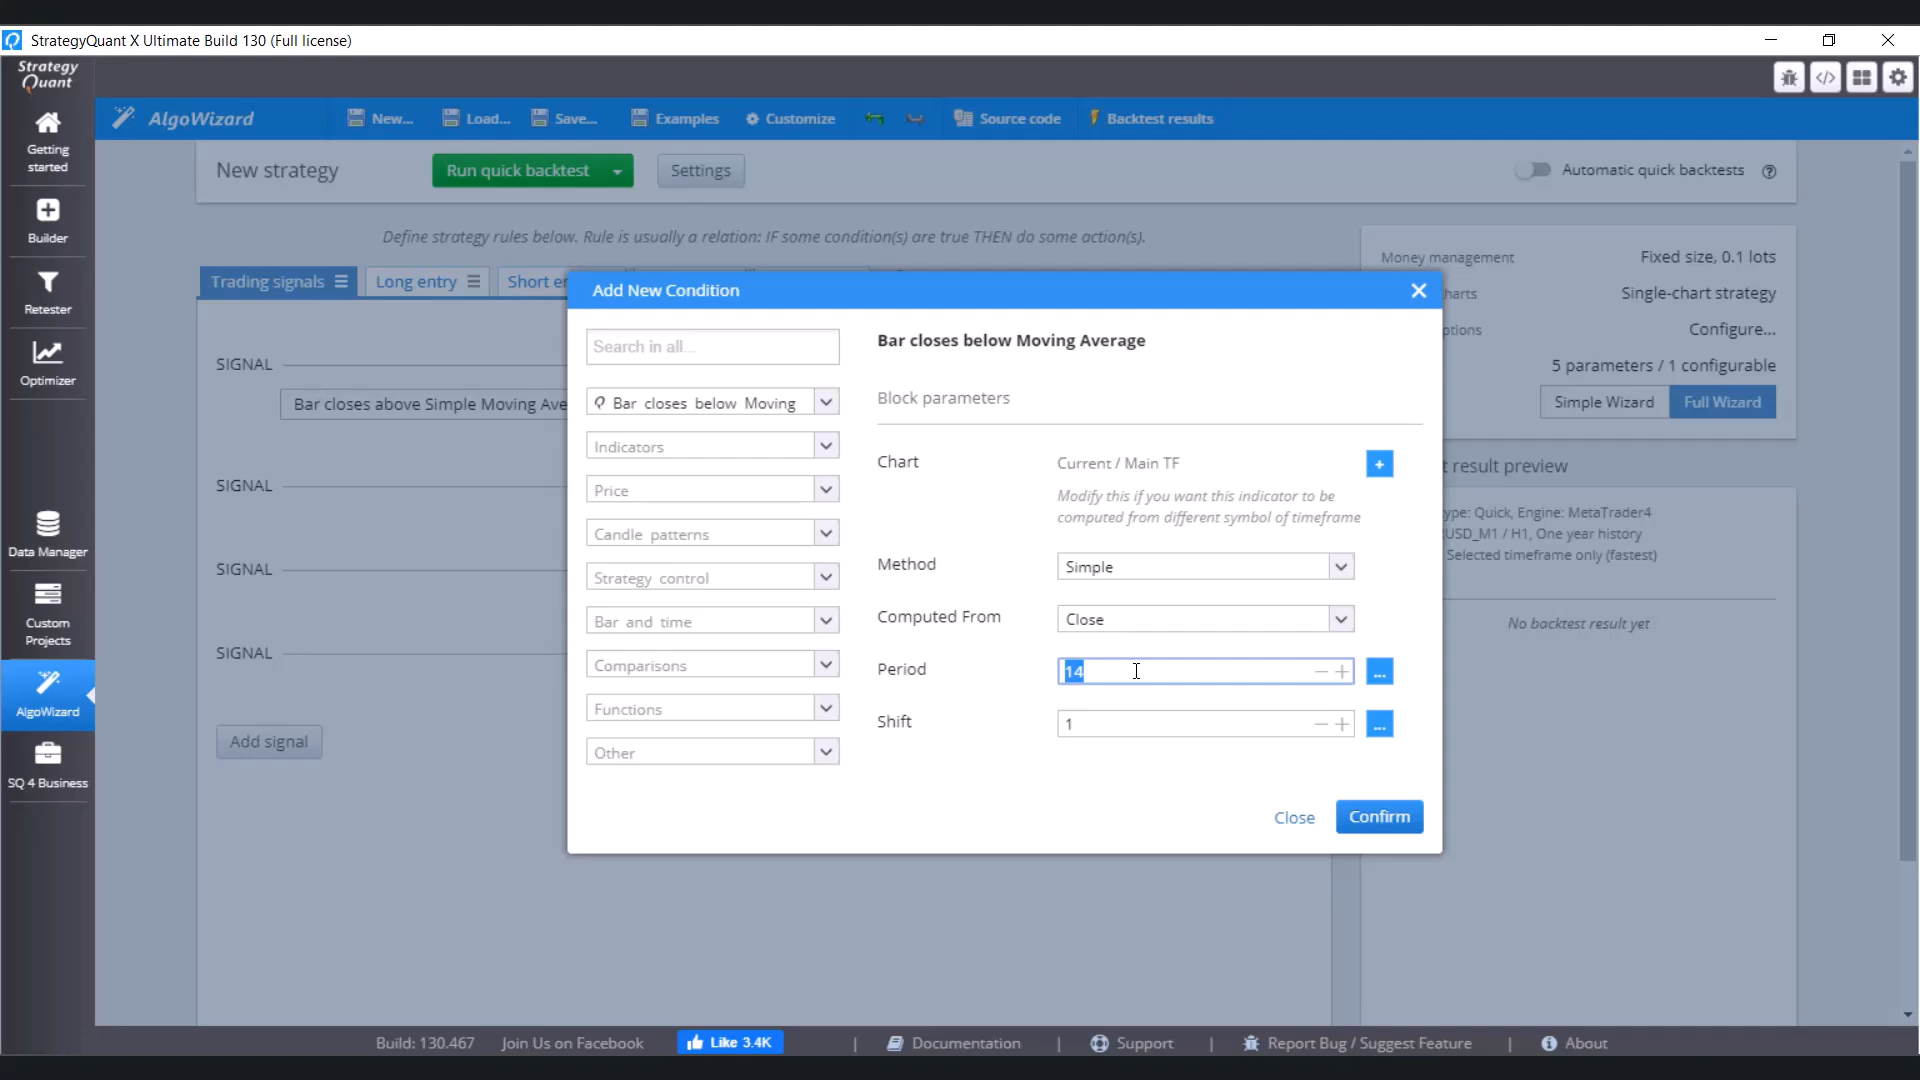 StrategyQuant X Ultimate Build 130 (Full license)
Strategy
Quant
Getting
started
Builder
Retester
Optimizer
Data Manager
Custom
Projects
AlgoWizard
SQ 4 Business
AlgoWizard
New...
Load...
Save...
Examples
Customize
Source code
Backtest results
New strategy
Run quick backtest
Settings
Automatic quick backtests
Define strategy rules below. Rule is usually a relation: IF some condition(s) are true THEN do some action(s).
Trading signals
Long entry
Short
SIGNAL
Bar closes above Simple Moving
SIGNAL
SIGNAL
SIGNAL
Add signal
Add New Condition
Search in all...
Bar closes below Moving
Indicators
Price
Candle patterns
Strategy control
Bar and time
Comparisons
Functions
Other
Bar closes below Moving Average
Block parameters
Chart
Current / Main TF
Modify this if you want this indicator to be
computed from different symbol of timeframe
Method
Simple
Computed From
Close
Period
14
...
Shift
1
...
Close
Confirm
Money management
Fixed size, 0.1 lots
Single-chart strategy
Configure...
5 parameters / 1 configurable
Simple Wizard
Full Wizard
result preview
Quick, Engine: MetaTrader4
/ H1, One year history
Selected timeframe only (fastest)
No backtest result yet
Build: 130.467
Join Us on Facebook
Like 3.4K
|
Documentation
|
Support
|
Report Bug / Suggest Feature
|
About